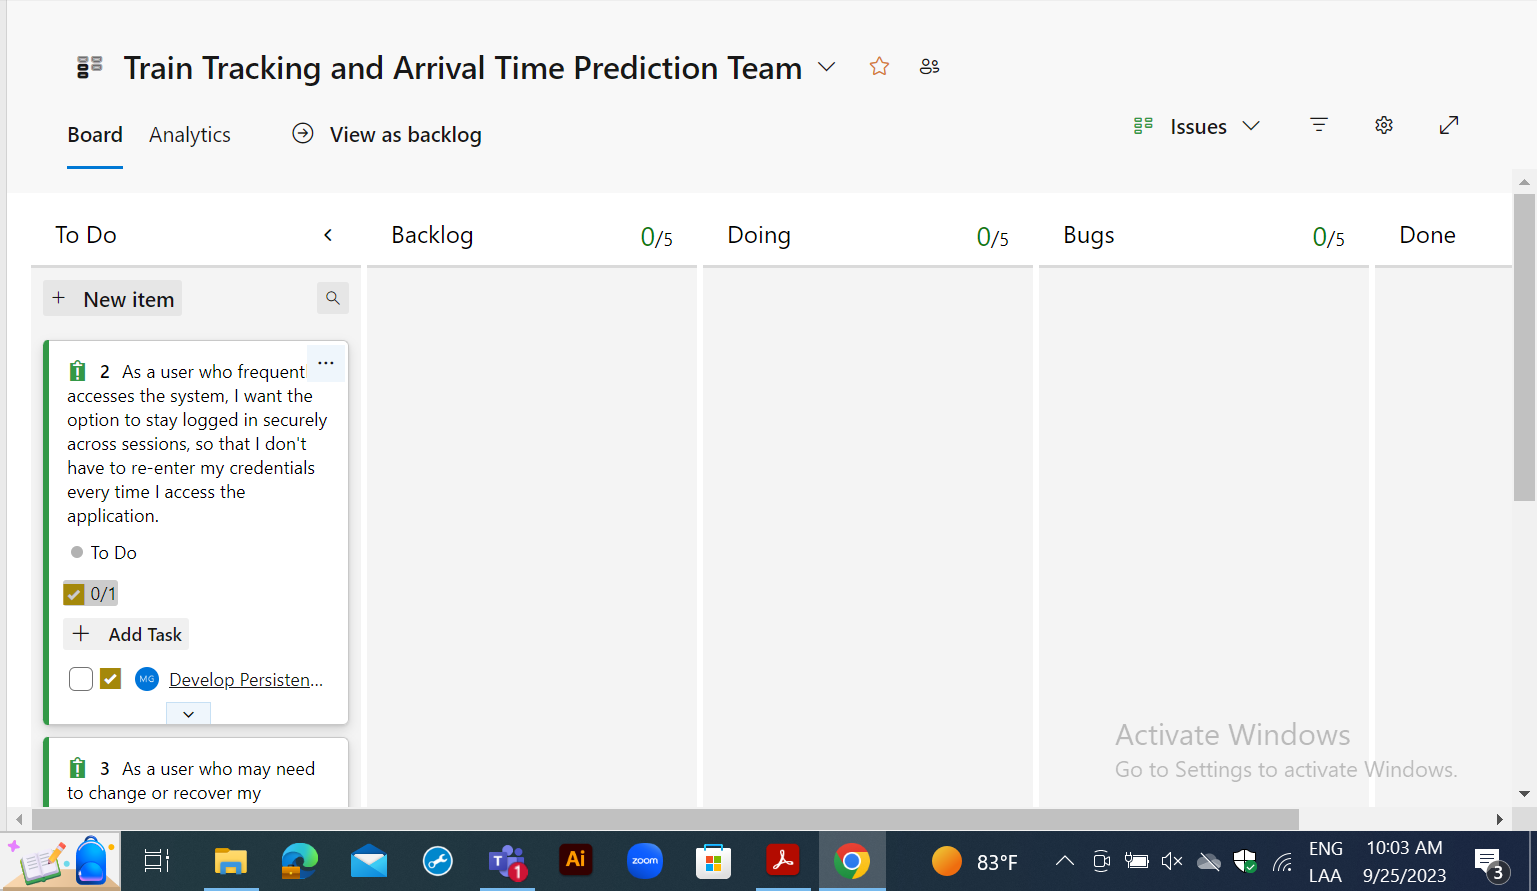 Train Tracking and Arrival Time Prediction Team
Board Analytics View as backlog
Issues
To Do
Backlog 0/5
Doing 0/5
Bugs 0/5
Done
+ New item
2 As a user who frequent
accesses the system, I want the
option to stay logged in securely
across sessions, so that I don't
have to re-enter my credentials
every time I access the
application.
To Do
0/1
+ Add Task
MG Develop Persisten...
3 As a user who may need
to change or recover my
Activate Windows
Go to Settings to activate Windows.
T 1
Ai
zoom
83°F
ENG
LAA
10:03 AM
9/25/2023
3